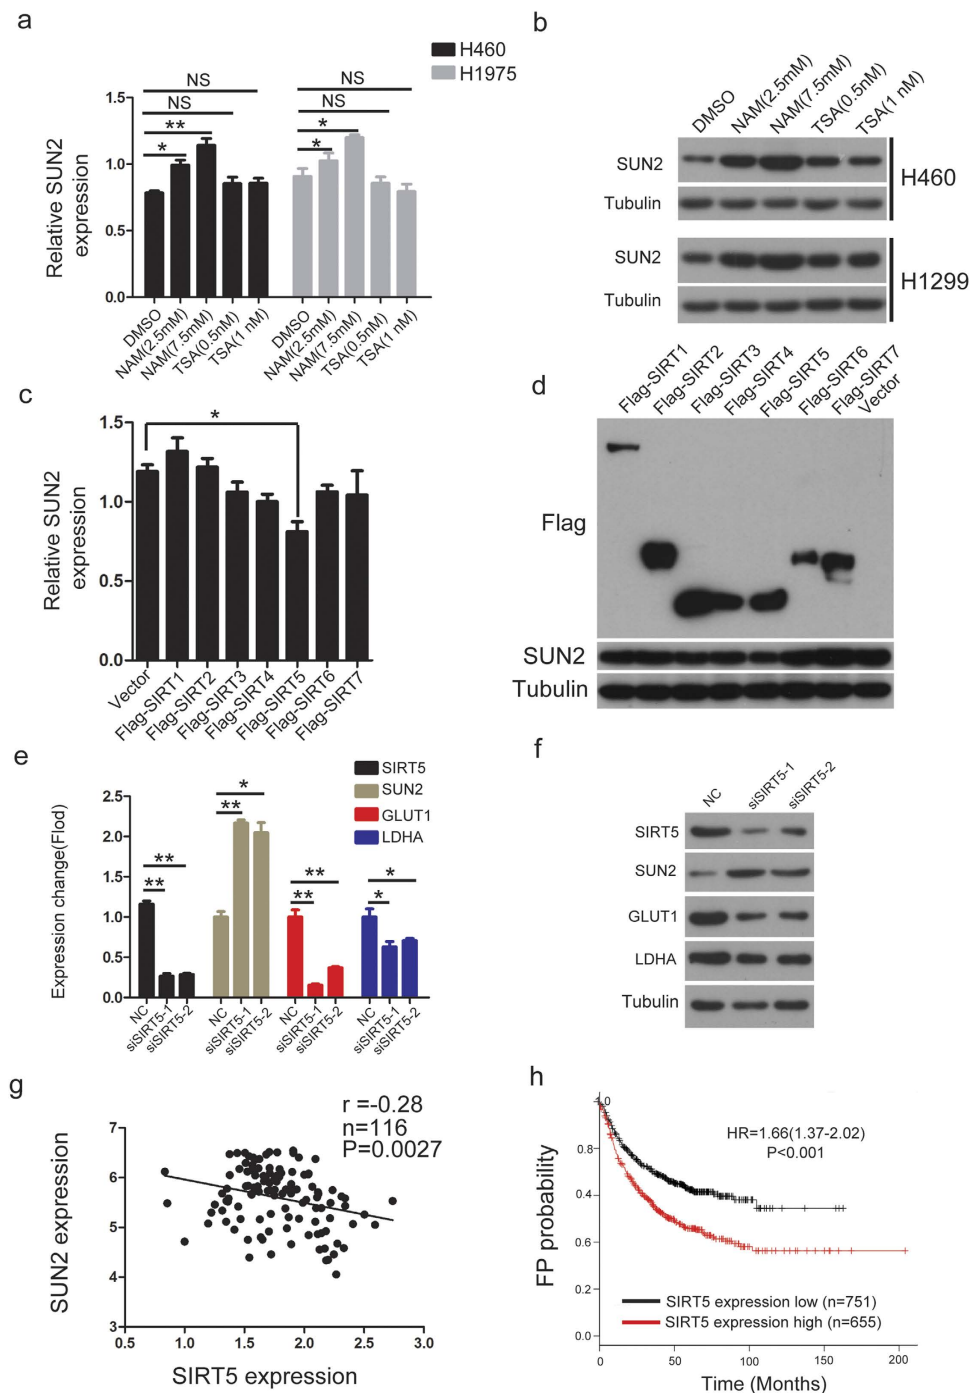 a
H460
H1975
NS
NS
**
*
NS
NS
*
*
1.5
1.0
0.5
0.0
Relative SUN2
expression
DMSO
NAM(2.5mM)
NAM(7.5mM)
TSA(0.5nM)
TSA(1 nM)
DMSO
NAM(2.5mM)
NAM(7.5mM)
TSA(0.5nM)
TSA(1 nM)
b
DMSO
NAM(2.5mM)
NAM(7.5mM)
TSA(0.5nM)
TSA(1 nM)
SUN2
Tubulin
H460
SUN2
Tubulin
H1299
c
*
1.5
1.0
0.5
0.0
Relative SUN2
expression
Vector
Flag-SIRT1
Flag-SIRT2
Flag-SIRT3
Flag-SIRT4
Flag-SIRT5
Flag-SIRT6
Flag-SIRT7
d
Flag-SIRT1
Flag-SIRT2
Flag-SIRT3
Flag-SIRT4
Flag-SIRT5
Flag-SIRT6
Flag-SIRT7
Vector
Flag
SUN2
Tubulin
e
SIRT5
SUN2
GLUT1
LDHA
**
**
*
**
**
**
*
*
2.5
2.0
1.5
1.0
0.5
0.0
Expression change(Flod)
NC
siSIRT5-1
siSIRT5-2
NC
siSIRT5-1
siSIRT5-2
NC
siSIRT5-1
siSIRT5-2
NC
siSIRT5-1
siSIRT5-2
f
NC
siSIRT5-1
siSIRT5-2
SIRT5
SUN2
GLUT1
LDHA
Tubulin
g
r =-0.28
n=116
P=0.0027
7
6
5
4
3
SUN2 expression
0.5
1.0
1.5
2.0
2.5
3.0
SIRT5 expression
h
1.0
0.8
0.4
0.6
0.2
0.0
FP probability
HR=1.66(1.37-2.02)
P<0.001
SIRT5 expression low (n=751)
SIRT5 expression high (n=655)
0
50
100
150
200
Time (Months)